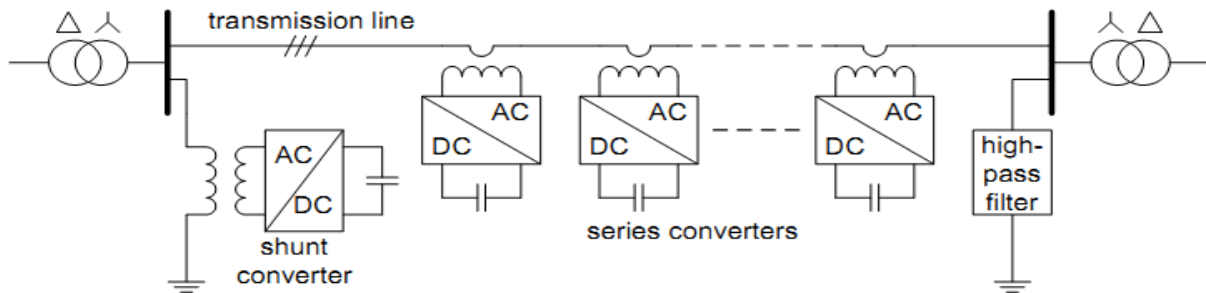 transmission line
AC
DC
AC
DC
AC
DC
AC
DC
high-
pass
filter
series converters
shunt
converter